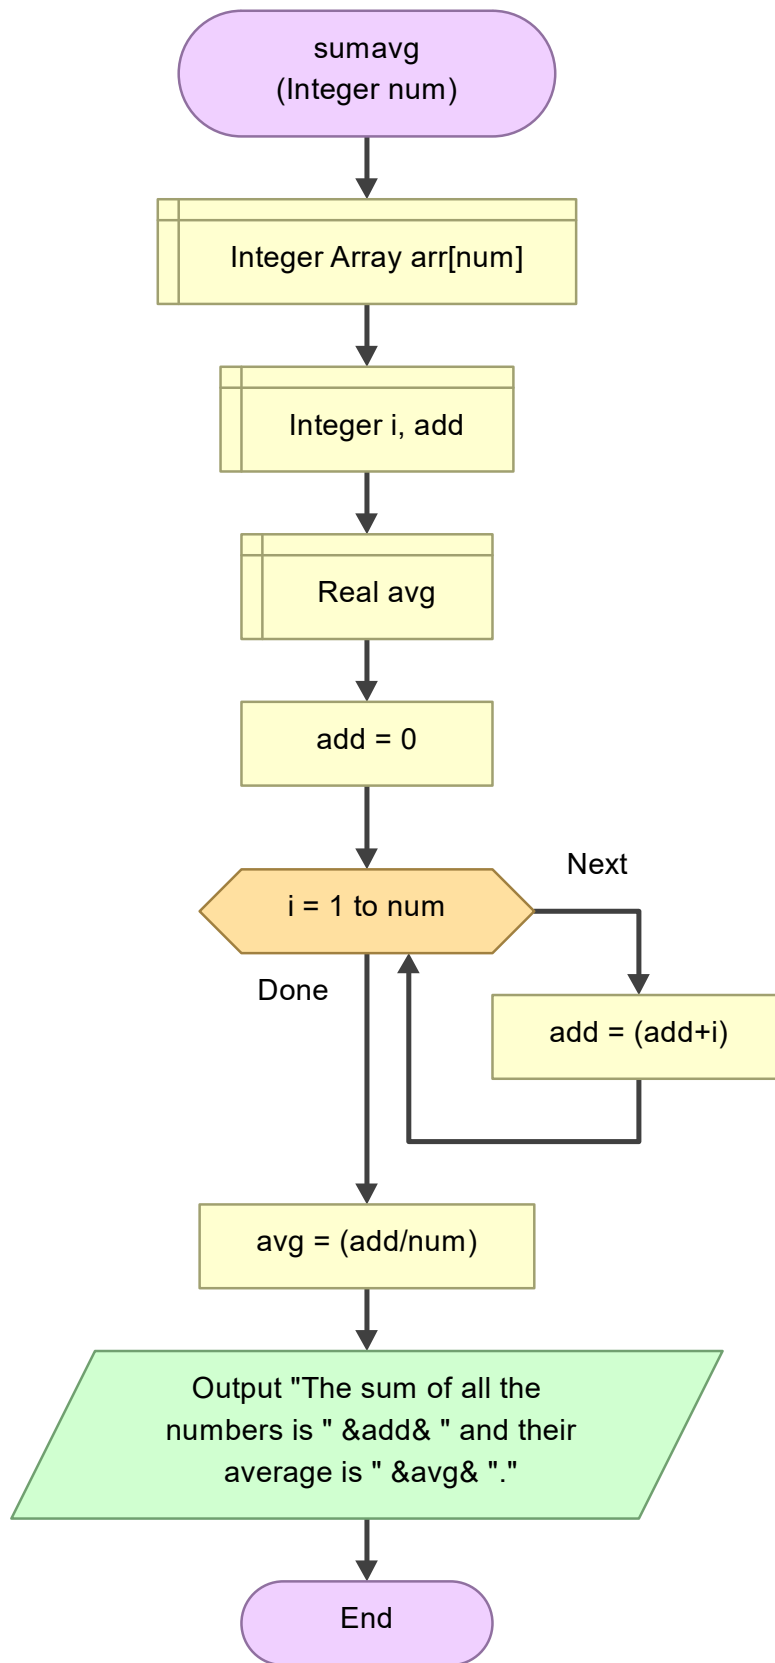 sumavg
(Integer num)
Integer Array arr[num]
Integer i, add
Real avg
add = 0
i = 1 to num
Next
Done
add = (add+i)
avg = (add/num)
Output "The sum of all the
numbers is " &add& " and their
average is " &avg& "."
End